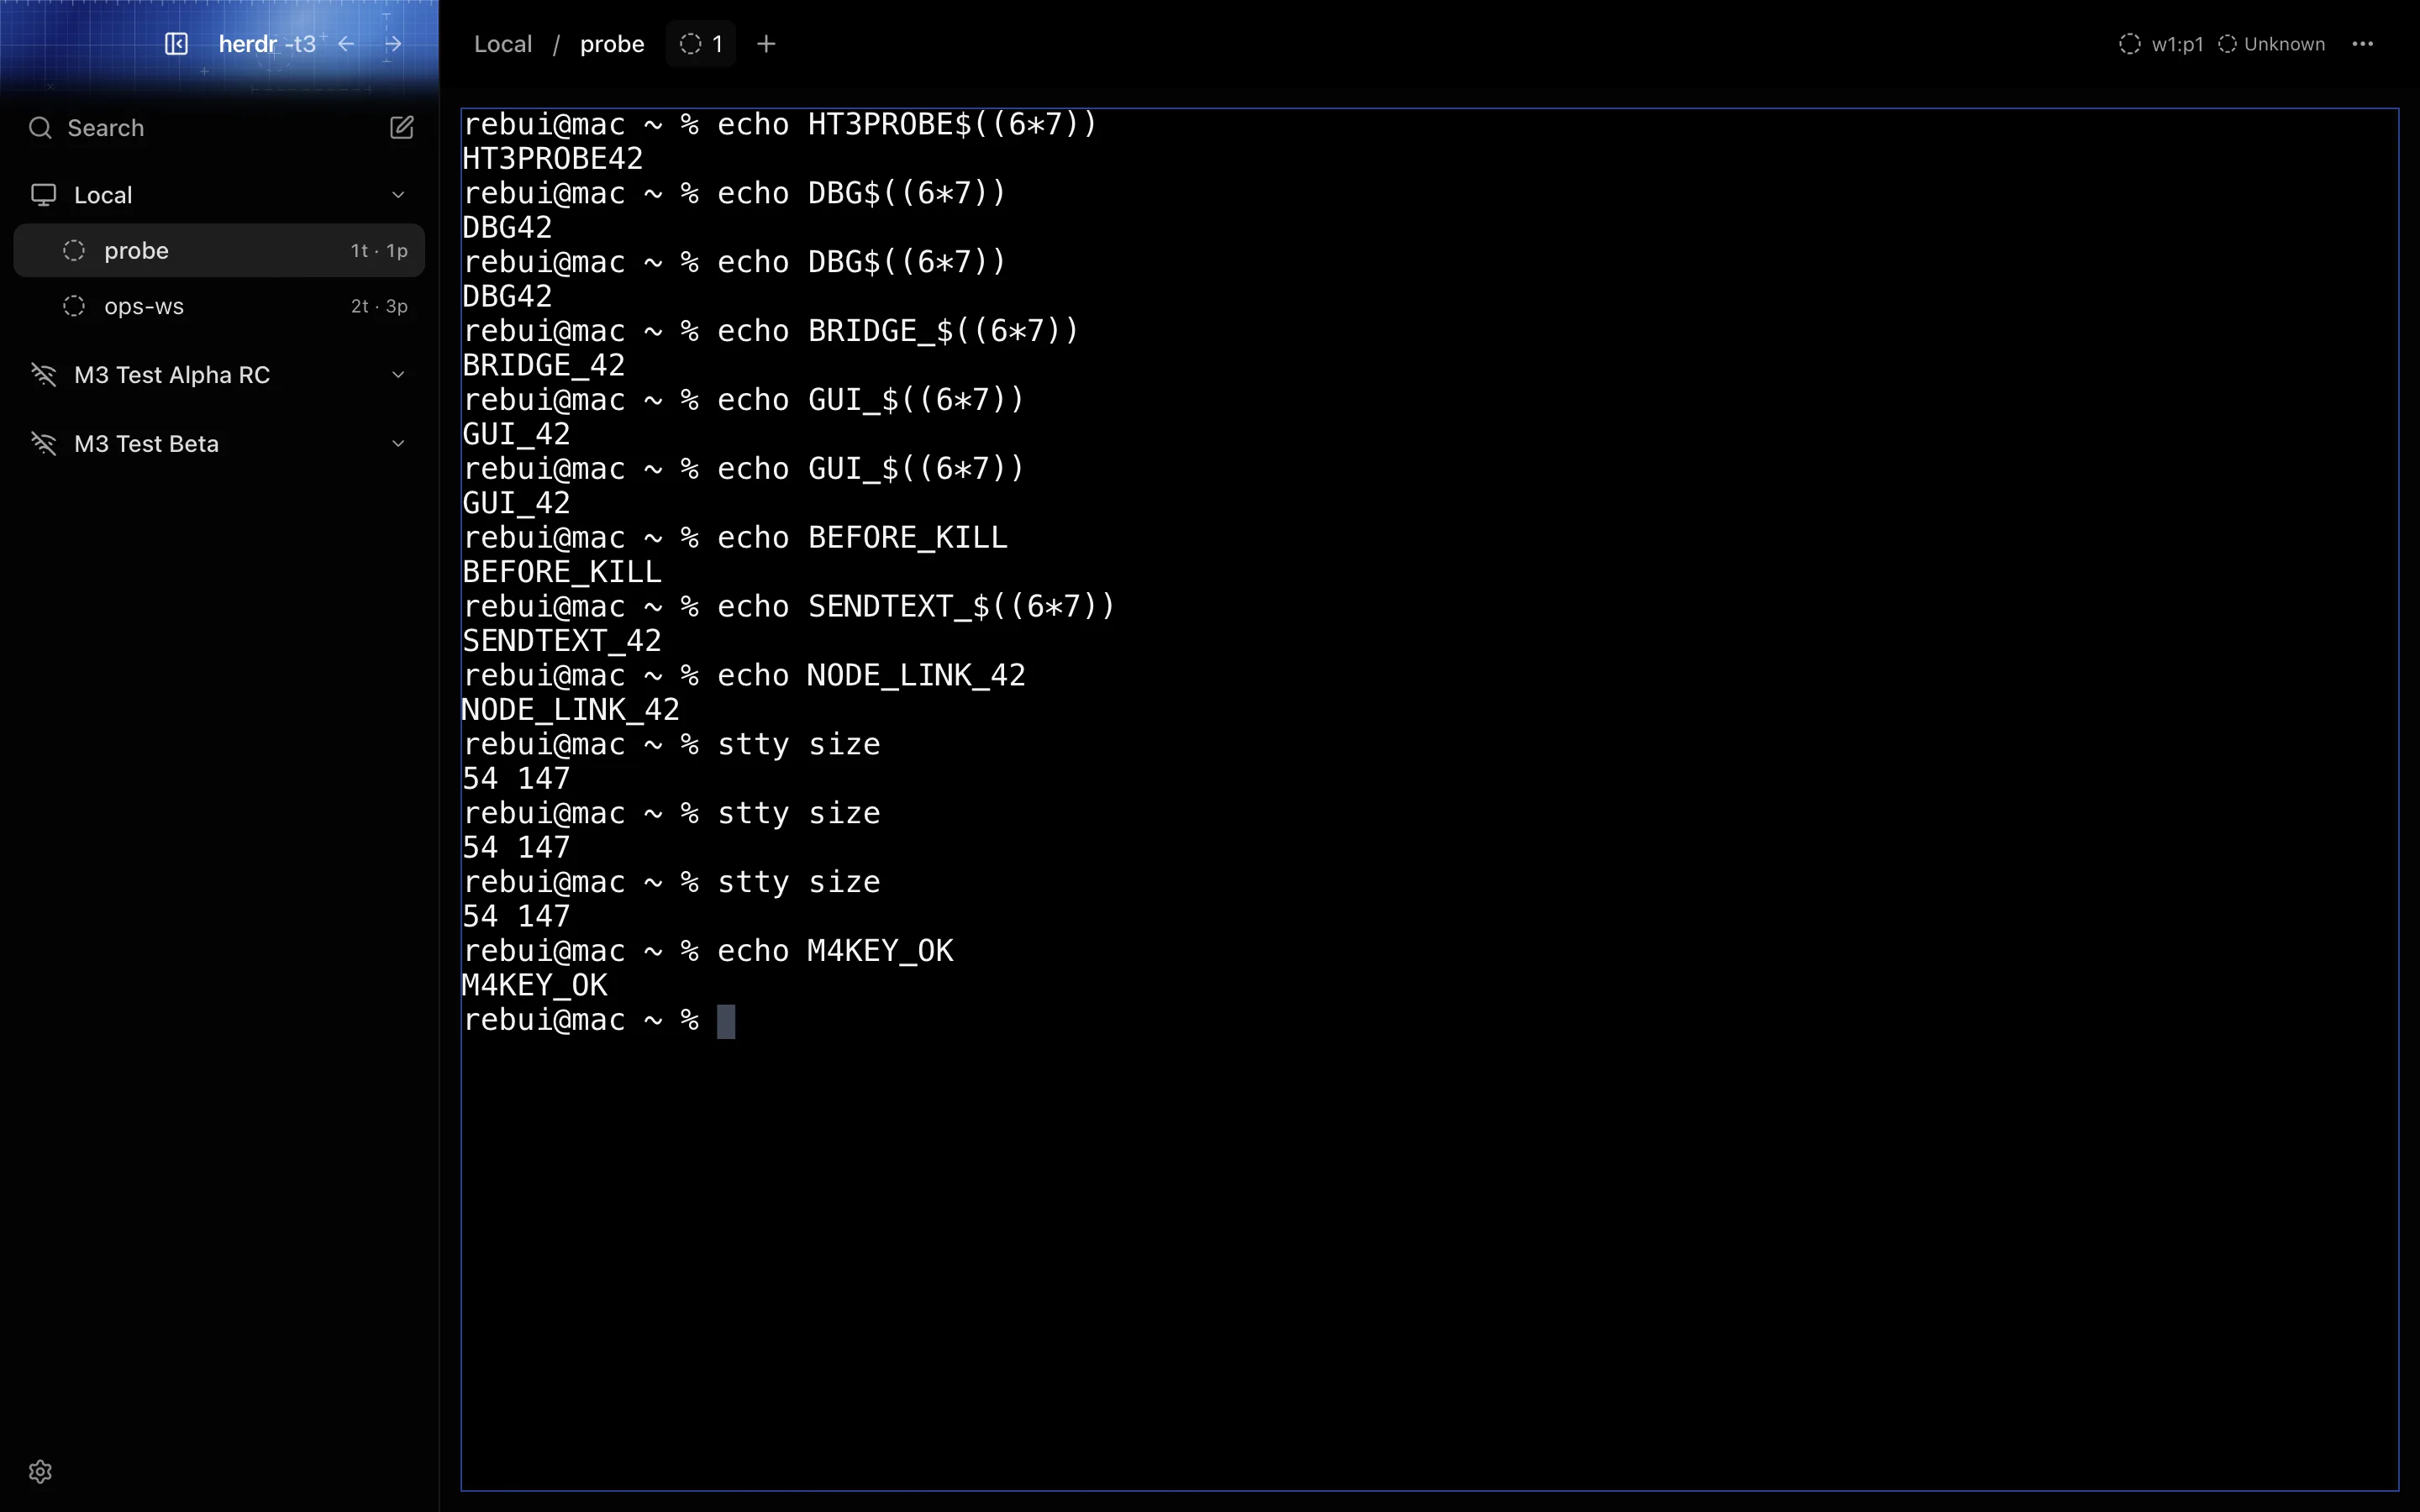 herdr -t3
Search
Local
probe 1t · 1p
ops-ws 2t · 3p
M3 Test Alpha RC
M3 Test Beta
Local / probe 1 +
w1:p1 Unknown
rebui@mac ~ % echo HT3PROBE$((6*7))
HT3PROBE42
rebui@mac ~ % echo DBG$((6*7))
DBG42
rebui@mac ~ % echo DBG$((6*7))
DBG42
rebui@mac ~ % echo BRIDGE_$((6*7))
BRIDGE_42
rebui@mac ~ % echo GUI_$((6*7))
GUI_42
rebui@mac ~ % echo GUI_$((6*7))
GUI_42
rebui@mac ~ % echo BEFORE_KILL
BEFORE_KILL
rebui@mac ~ % echo SENDTEXT_$((6*7))
SENDTEXT_42
rebui@mac ~ % echo NODE_LINK_42
NODE_LINK_42
rebui@mac ~ % stty size
54 147
rebui@mac ~ % stty size
54 147
rebui@mac ~ % stty size
54 147
rebui@mac ~ % echo M4KEY_OK
M4KEY_OK
rebui@mac ~ %